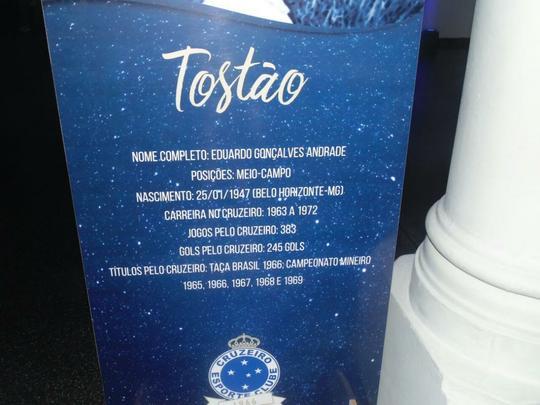 Tostão
NOME COMPLETO: EDUARDO GONÇALVES ANDRADE
POSIÇÕES: MEIO-CAMPO
NASCIMENTO: 25/01/1947 (BELO HORIZONTE-MG)
CARREIRA NO CRUZEIRO: 1963 A 1972
JOGOS PELO CRUZEIRO: 383
GOLS PELO CRUZEIRO: 245 GOLS
TÍTULOS PELO CRUZEIRO: TAÇA BRASIL 1966; CAMPEONATO MINEIRO
1965, 1966, 1967, 1968 E 1969
CRUZEIRO
ESPORTE CLUBE